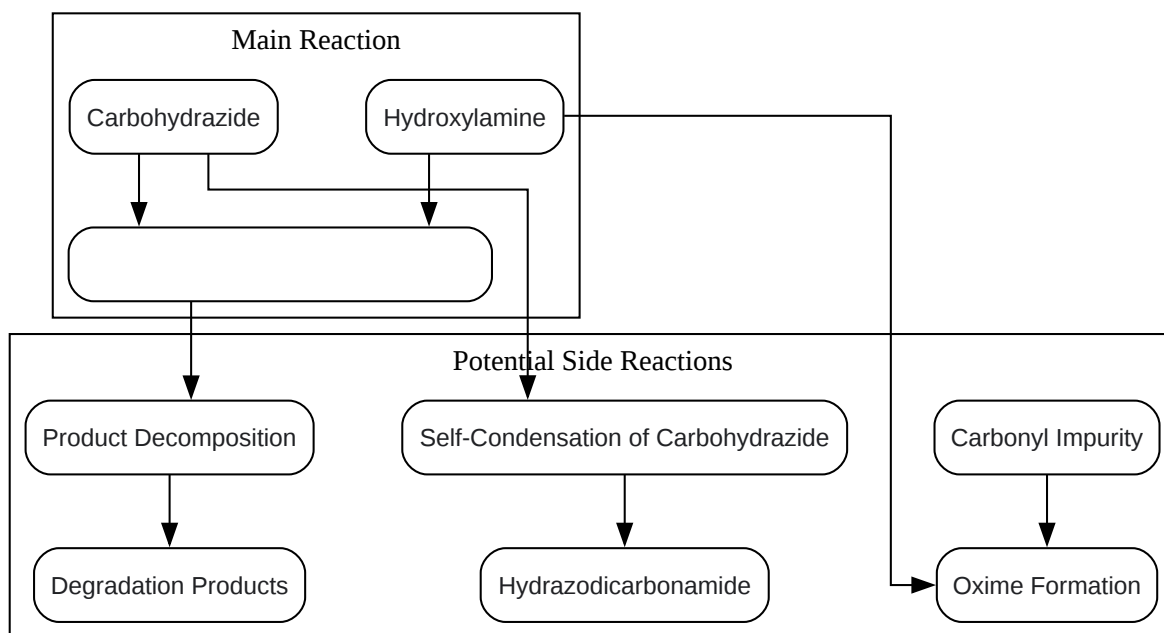 Main Reaction
Carbohydrazide
Hydroxylamine
Potential Side Reactions
Product Decomposition
Self-Condensation of Carbohydrazide
Carbonyl Impurity
Degradation Products
Hydrazodicarbonamide
Oxime Formation